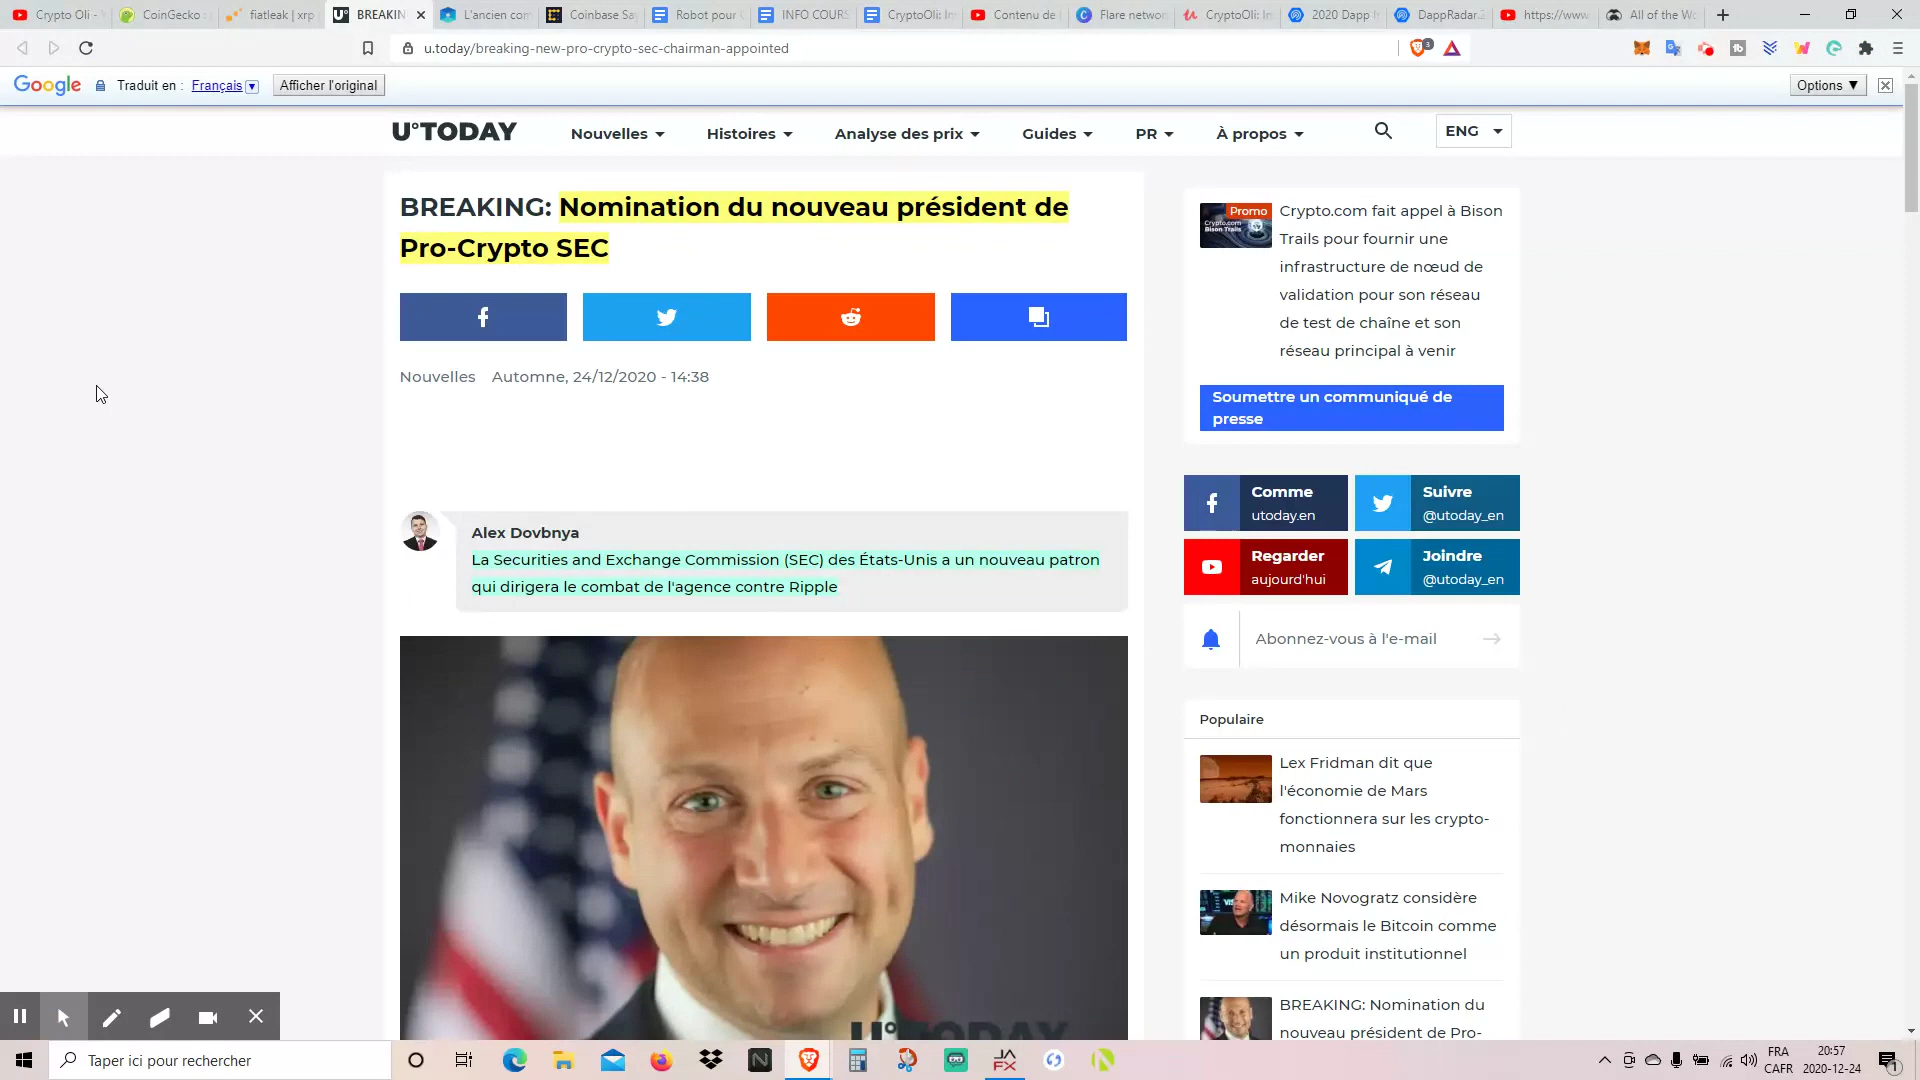 Crypto Oli -
CoinGecko
fiatleak | xrp
BREAKIN
L'ancien com
Coinbase Sa
Robot pour
INFO COURS
CryptoOli: I
Contenu de
Flare networ
CryptoOli: I
2020 Dapp
DappRadar.
https://www
All of the W
u.today/breaking-new-pro-crypto-sec-chairman-appointed
3
Google
Traduit en :
Français
Afficher l'original
Options ▼
U°TODAY
Nouvelles
Histoires
Analyse des prix
Guides
PR
À propos
ENG
BREAKING: Nomination du nouveau président de
Pro-Crypto SEC
Nouvelles
Automne, 24/12/2020 - 14:38
Alex Dovbnya
La Securities and Exchange Commission (SEC) des États-Unis a un nouveau patron
qui dirigera le combat de l'agence contre Ripple
U°TODAY
Promo
Crypto.com
Bison Trails
Crypto.com fait appel à Bison
Trails pour fournir une
infrastructure de nœud de
validation pour son réseau
de test de chaîne et son
réseau principal à venir
Soumettre un communiqué de
presse
Comme
utoday.en
Suivre
@utoday_en
Regarder
aujourd'hui
Joindre
@utoday_en
Abonnez-vous à l'e-mail
Populaire
Lex Fridman dit que
l'économie de Mars
fonctionnera sur les crypto-
monnaies
Mike Novogratz considère
désormais le Bitcoin comme
un produit institutionnel
BREAKING: Nomination du
nouveau président de Pro-
Taper ici pour rechercher
FRA
CAFR
20:57
2020-12-24
1